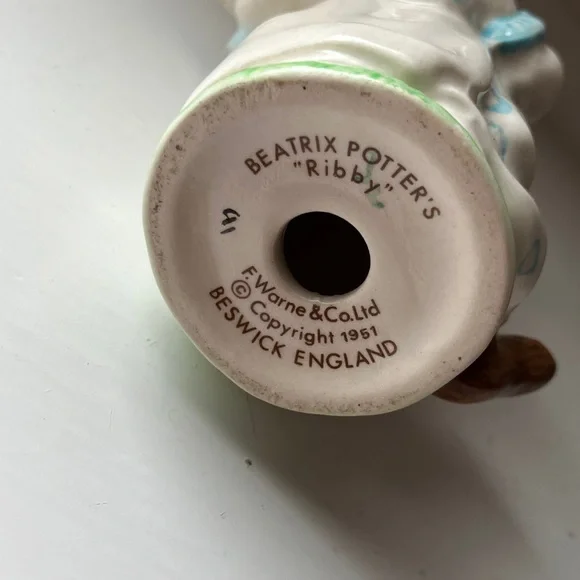 BEATRIX POTTER'S
"Ribby"
F. Warne & Co. Ltd
© Copyright 1951
BESWICK ENGLAND